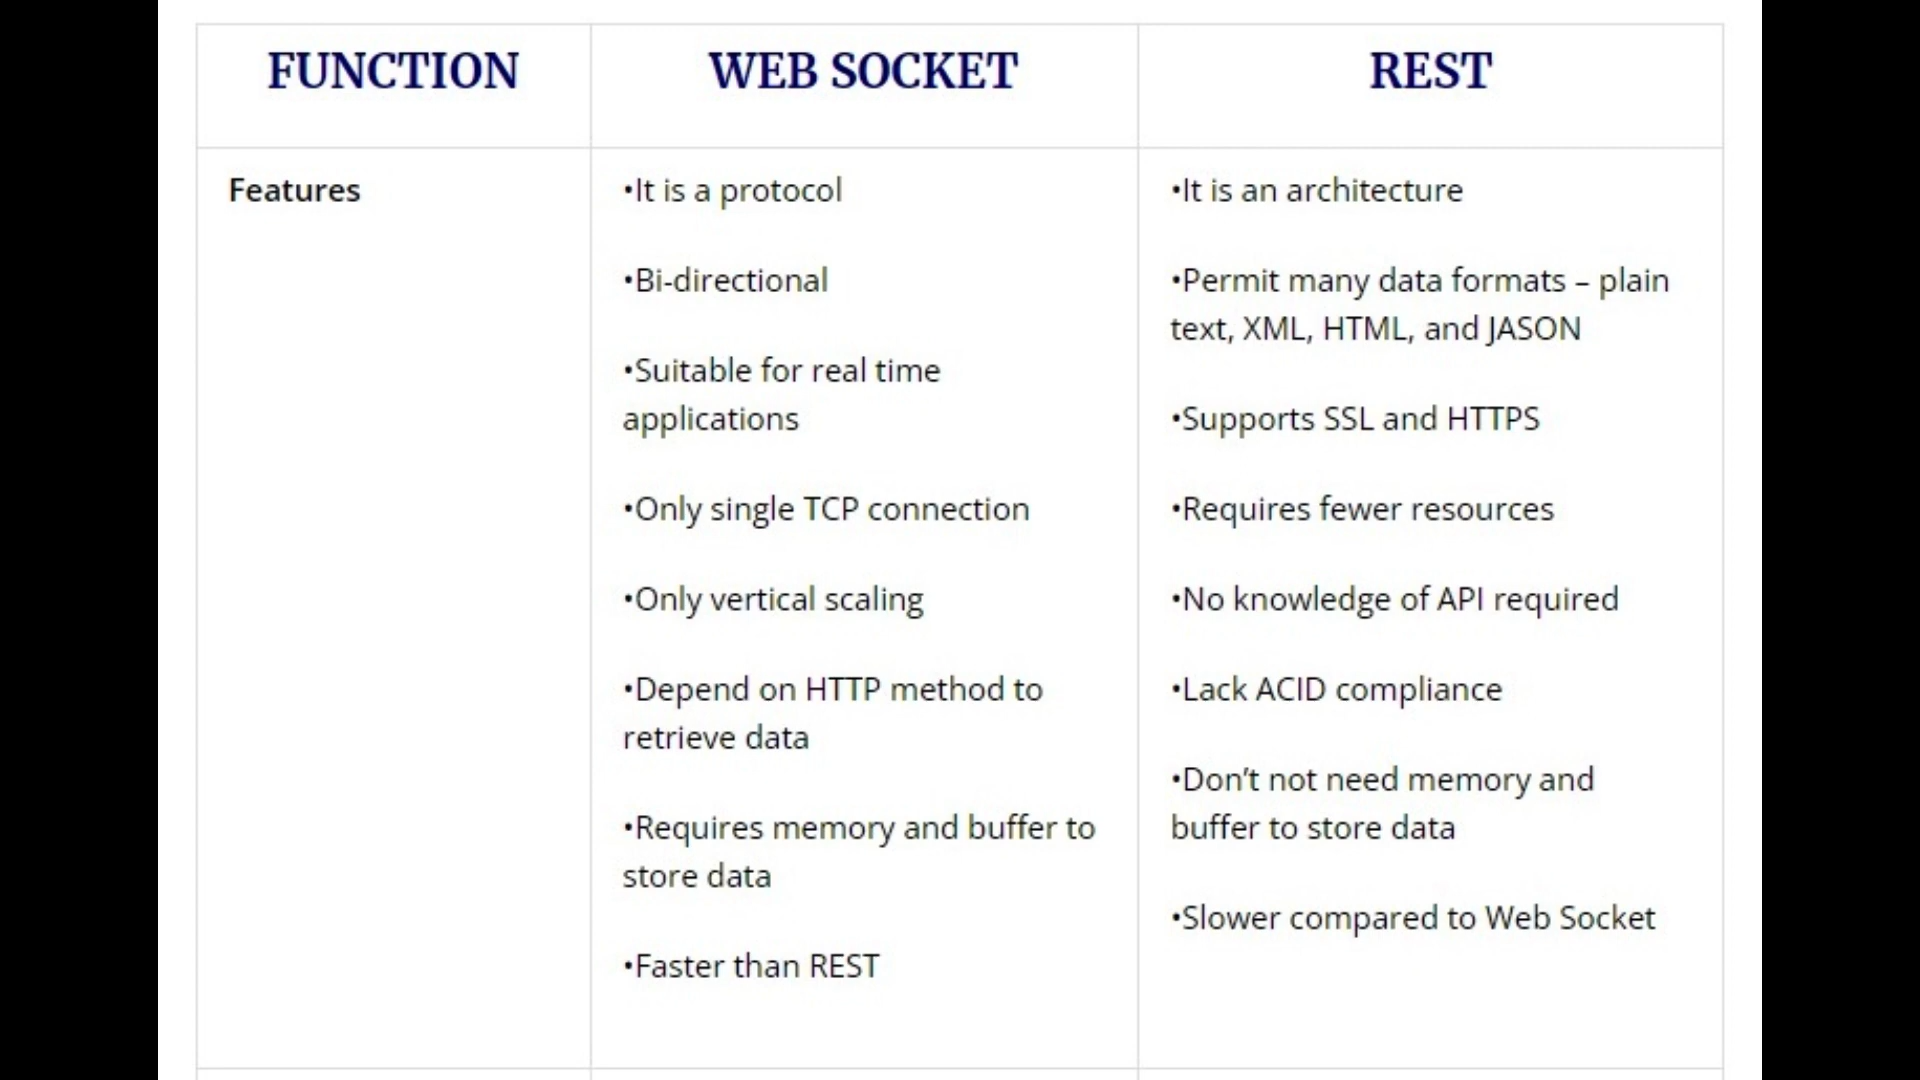 FUNCTION
WEB SOCKET
REST
Features
•It is a protocol
•Bi-directional
•Suitable for real time
applications
•Only single TCP connection
•Only vertical scaling
•Depend on HTTP method to
retrieve data
•Requires memory and buffer to
store data
•Faster than REST
•It is an architecture
•Permit many data formats – plain
text, XML, HTML, and JASON
•Supports SSL and HTTPS
•Requires fewer resources
•No knowledge of API required
•Lack ACID compliance
•Don’t not need memory and
buffer to store data
•Slower compared to Web Socket